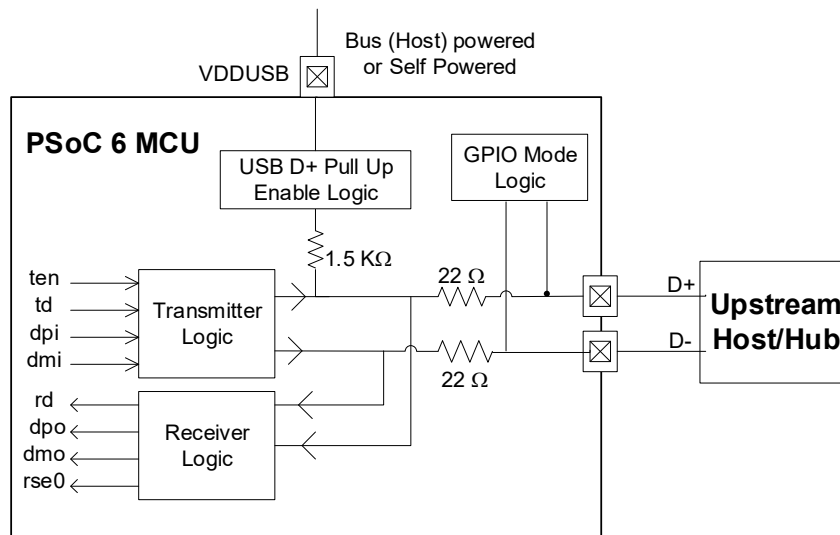 Bus (Host) powered
or Self Powered
VDDUSB
PSoC 6 MCU
USB D+ Pull Up
Enable Logic
GPIO Mode
Logic
1.5 KΩ
22 Ω
ten
td
dpi
dmi
Transmitter
Logic
D+
D-
Upstream
Host/Hub
22 Ω
rd
dpo
dmo
rse0
Receiver
Logic